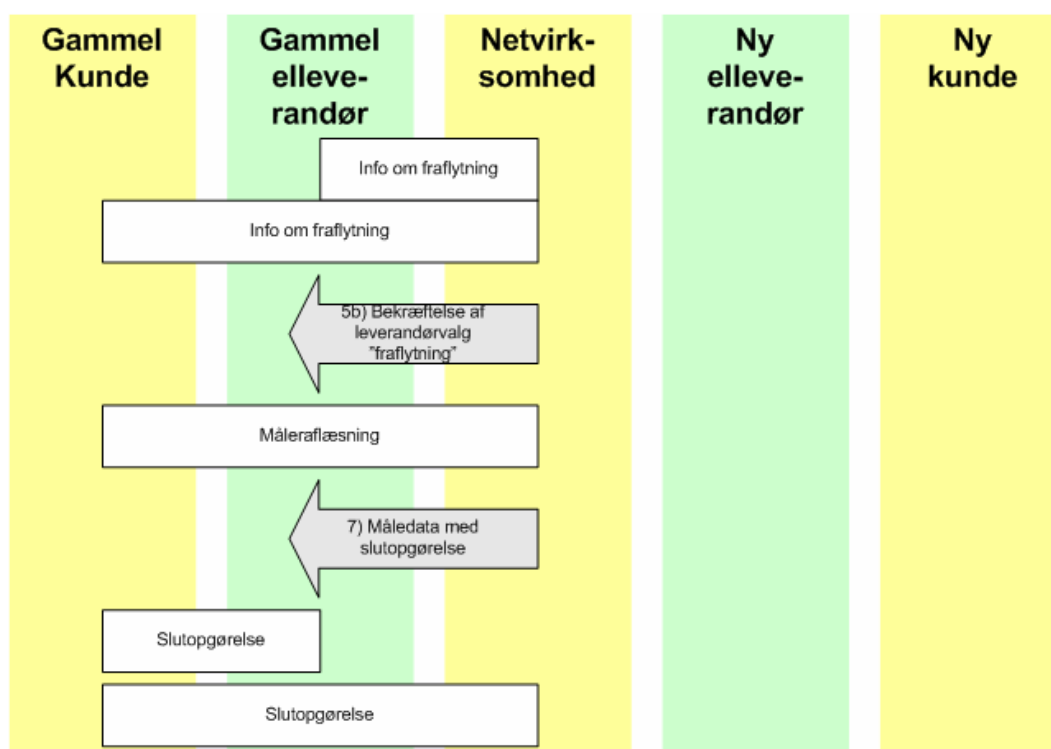 Gammel
Kunde
Gammel
elleve-
randør
Netvirk-
somhed
Ny
elleve-
randør
Ny
kunde
Info om fraflytning
Info om fraflytning
5b) Bekræftelse af
leverandørvalg
"fraflytning"
Måleraflæsning
7) Måledata med
slutopgørelse
Slutopgørelse
Slutopgørelse